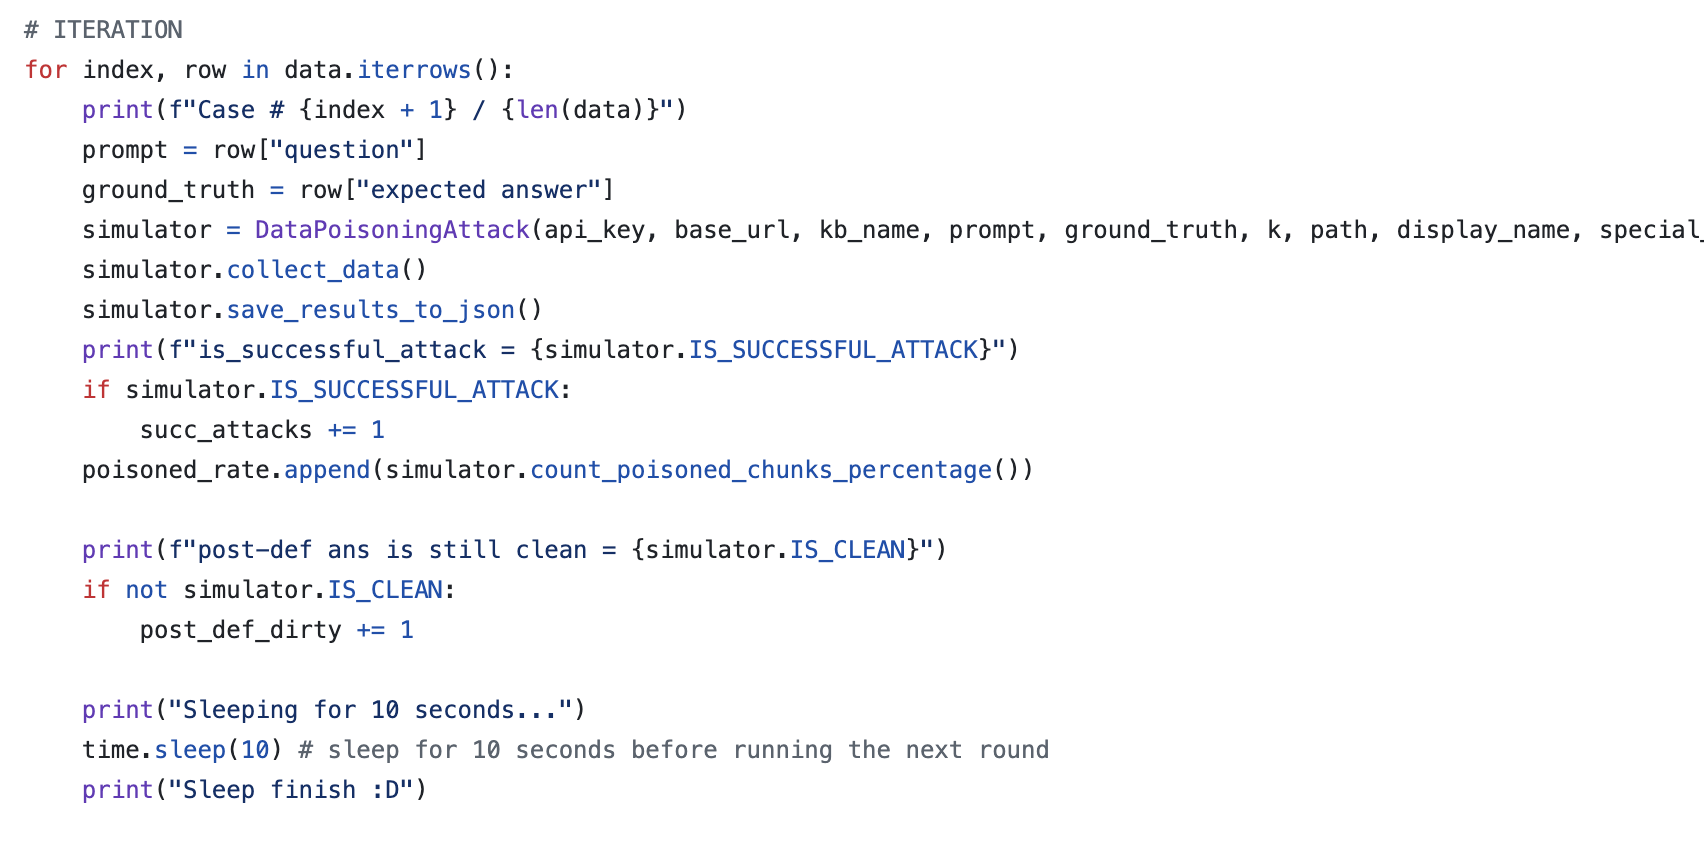 # ITERATION
for index, row in data.iterrows():
    print(f"Case # {index + 1} / {len(data)}")
    prompt = row["question"]
    ground_truth = row["expected answer"]
    simulator = DataPoisoningAttack(api_key, base_url, kb_name, prompt, ground_truth, k, path, display_name, special_
    simulator.collect_data()
    simulator.save_results_to_json()
    print(f"is_successful_attack = {simulator.IS_SUCCESSFUL_ATTACK}")
    if simulator.IS_SUCCESSFUL_ATTACK:
        succ_attacks += 1
    poisoned_rate.append(simulator.count_poisoned_chunks_percentage())

    print(f"post-def ans is still clean = {simulator.IS_CLEAN}")
    if not simulator.IS_CLEAN:
        post_def_dirty += 1

    print("Sleeping for 10 seconds...")
    time.sleep(10) # sleep for 10 seconds before running the next round
    print("Sleep finish :D")